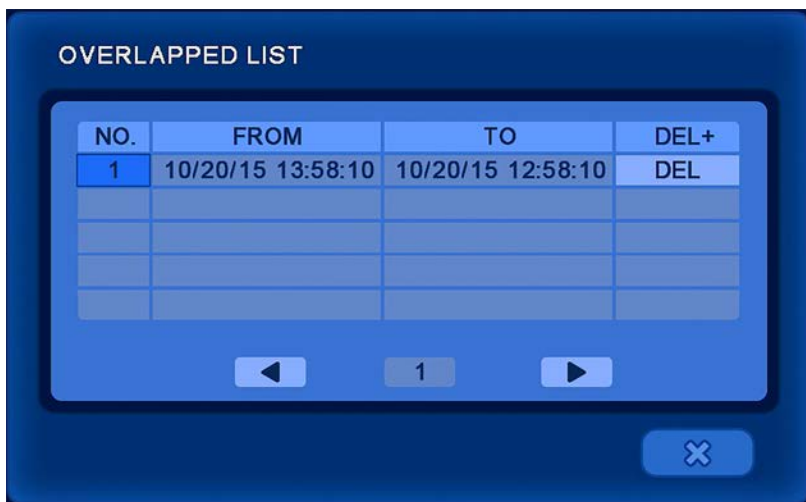 OVERLAPPED LIST
NO. FROM TO DEL+
1 10/20/15 13:58:10 10/20/15 12:58:10 DEL
1